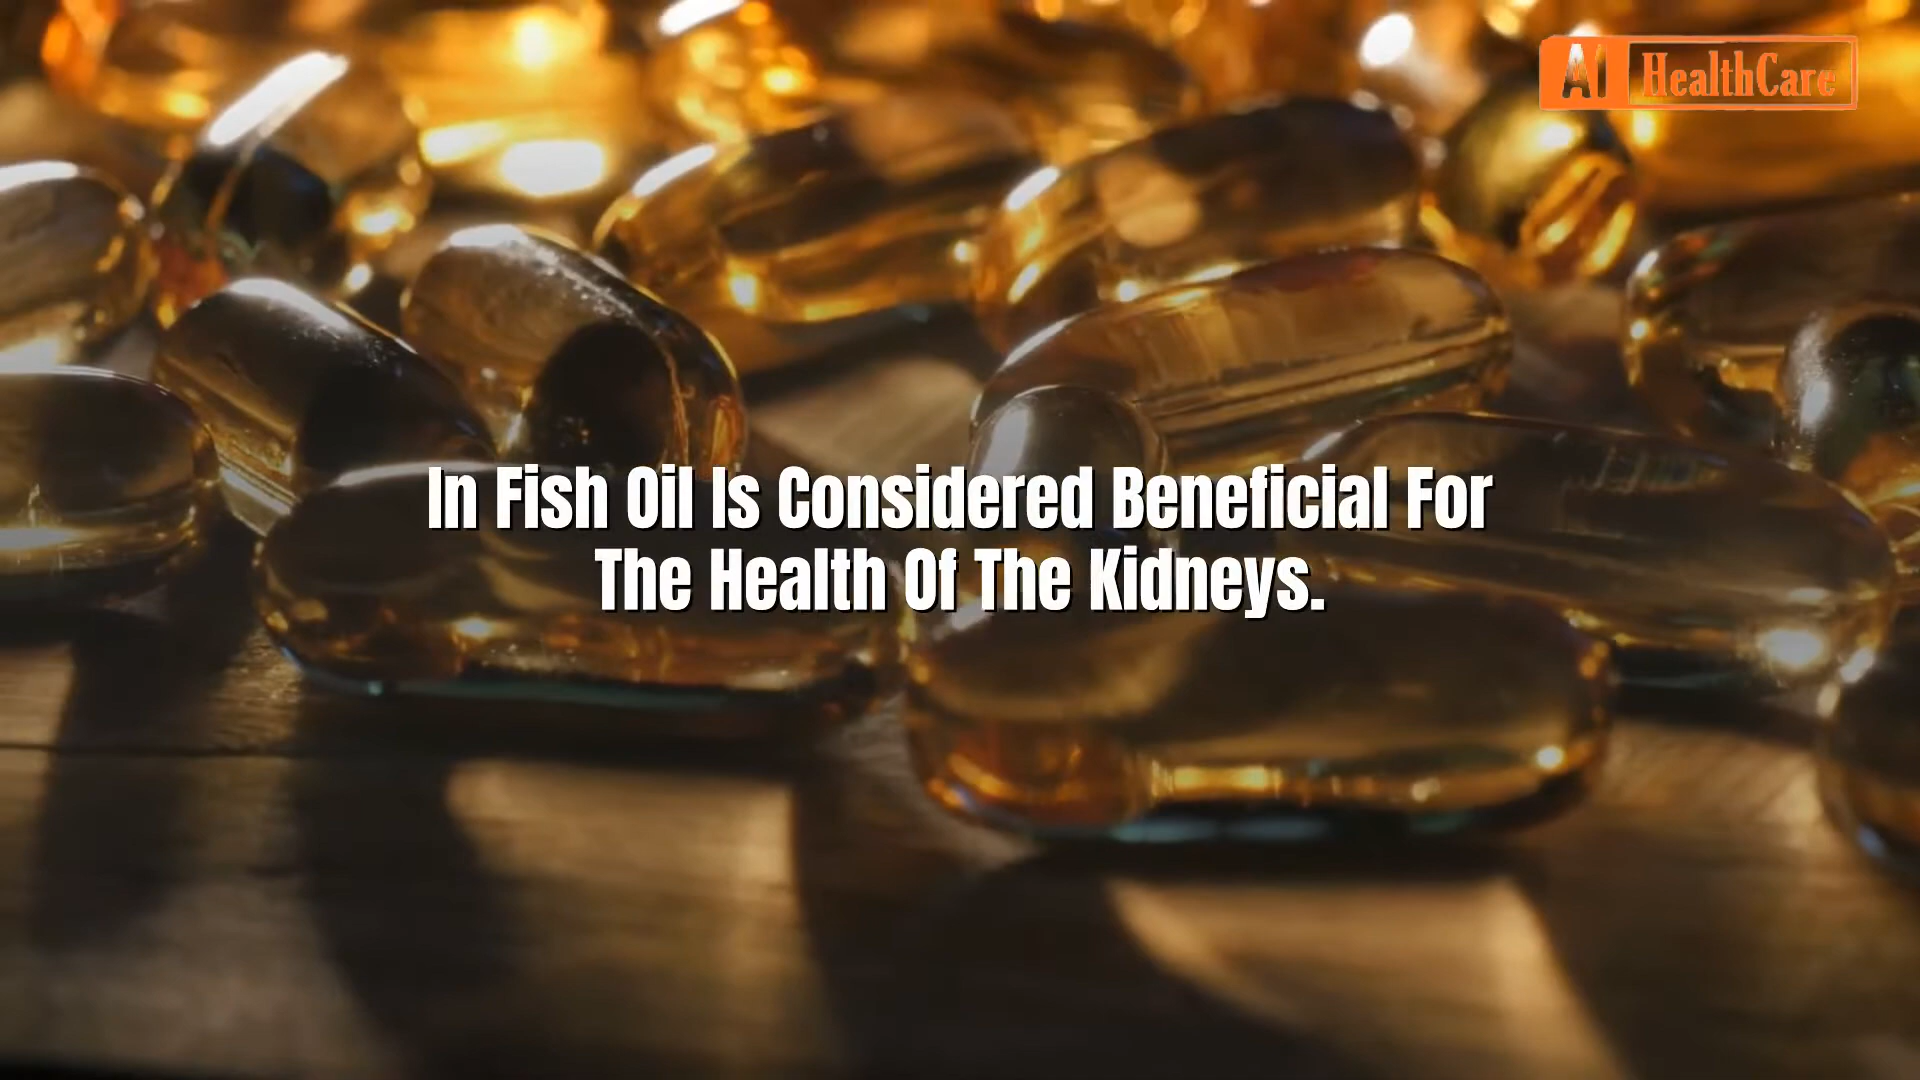 AI HealthCare
In Fish Oil Is Considered Beneficial For
The Health Of The Kidneys.